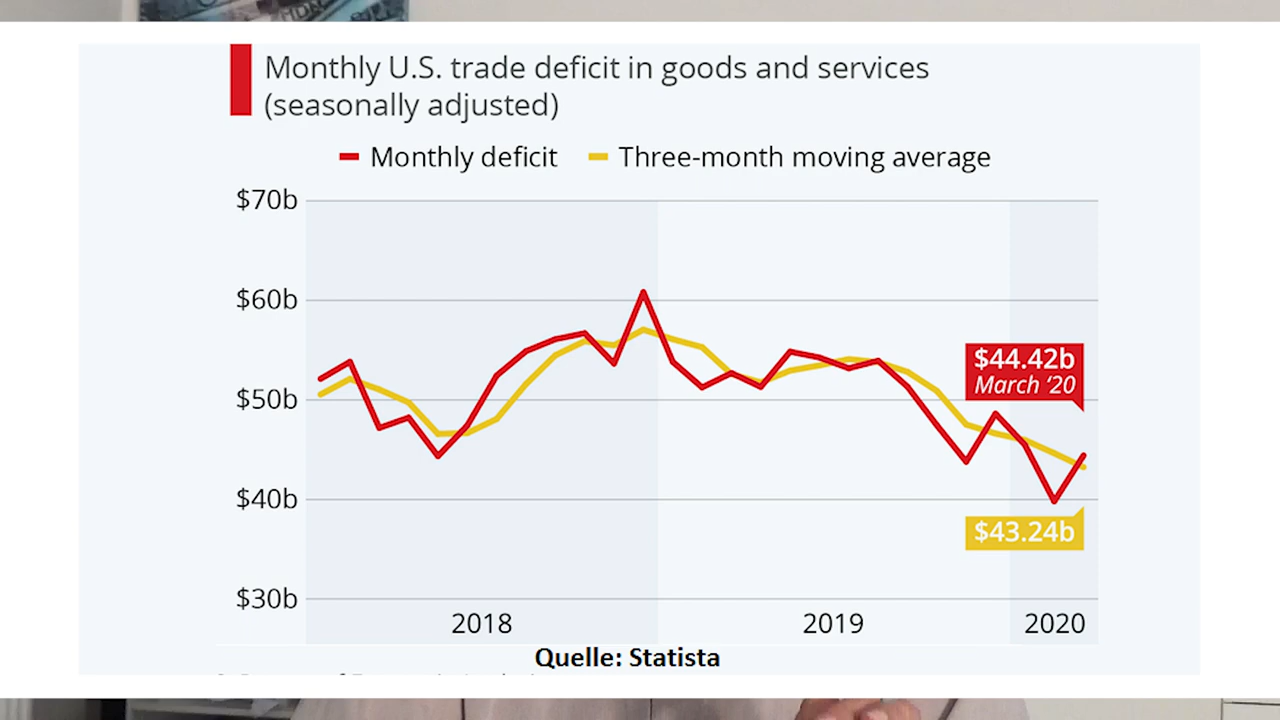 Monthly U.S. trade deficit in goods and services
(seasonally adjusted)
Monthly deficit
Three-month moving average
$70b
$60b
$50b
$40b
$30b
$44.42b
March ‘20
$43.24b
2018
2019
2020
Quelle: Statista